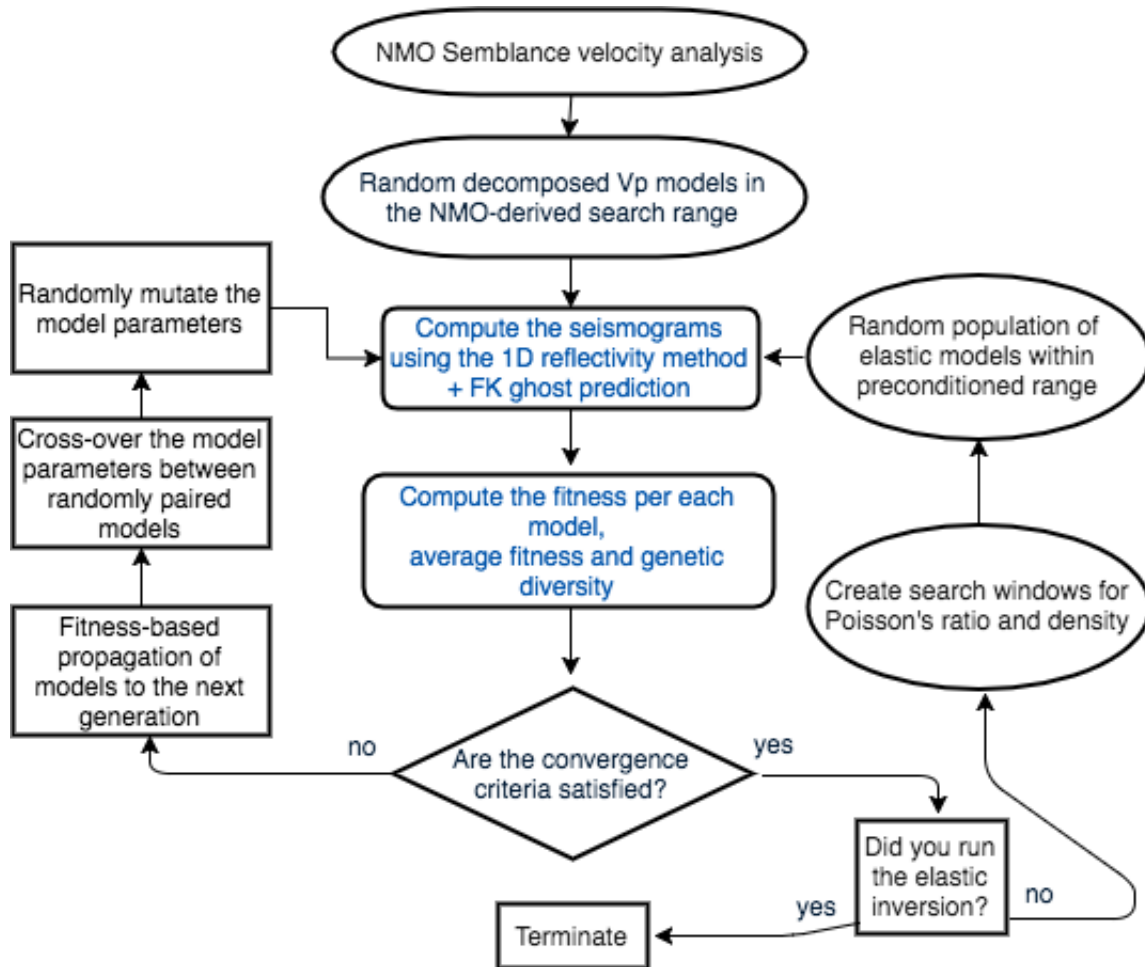 NMO Semblance velocity analysis
Random decomposed Vp models in
the NMO-derived search range
Randomly mutate the
model parameters
Compute the seismograms
using the 1D reflectivity method
+ FK ghost prediction
Random population of
elastic models within
preconditioned range
Cross-over the model
parameters between
randomly paired
models
Compute the fitness per each
model,
average fitness and genetic
diversity
Create search windows for
Poisson's ratio and density
Fitness-based
propagation of
models to the next
generation
no
Are the convergence
criteria satisfied?
yes
Did you run
the elastic
inversion?
no
yes
Terminate